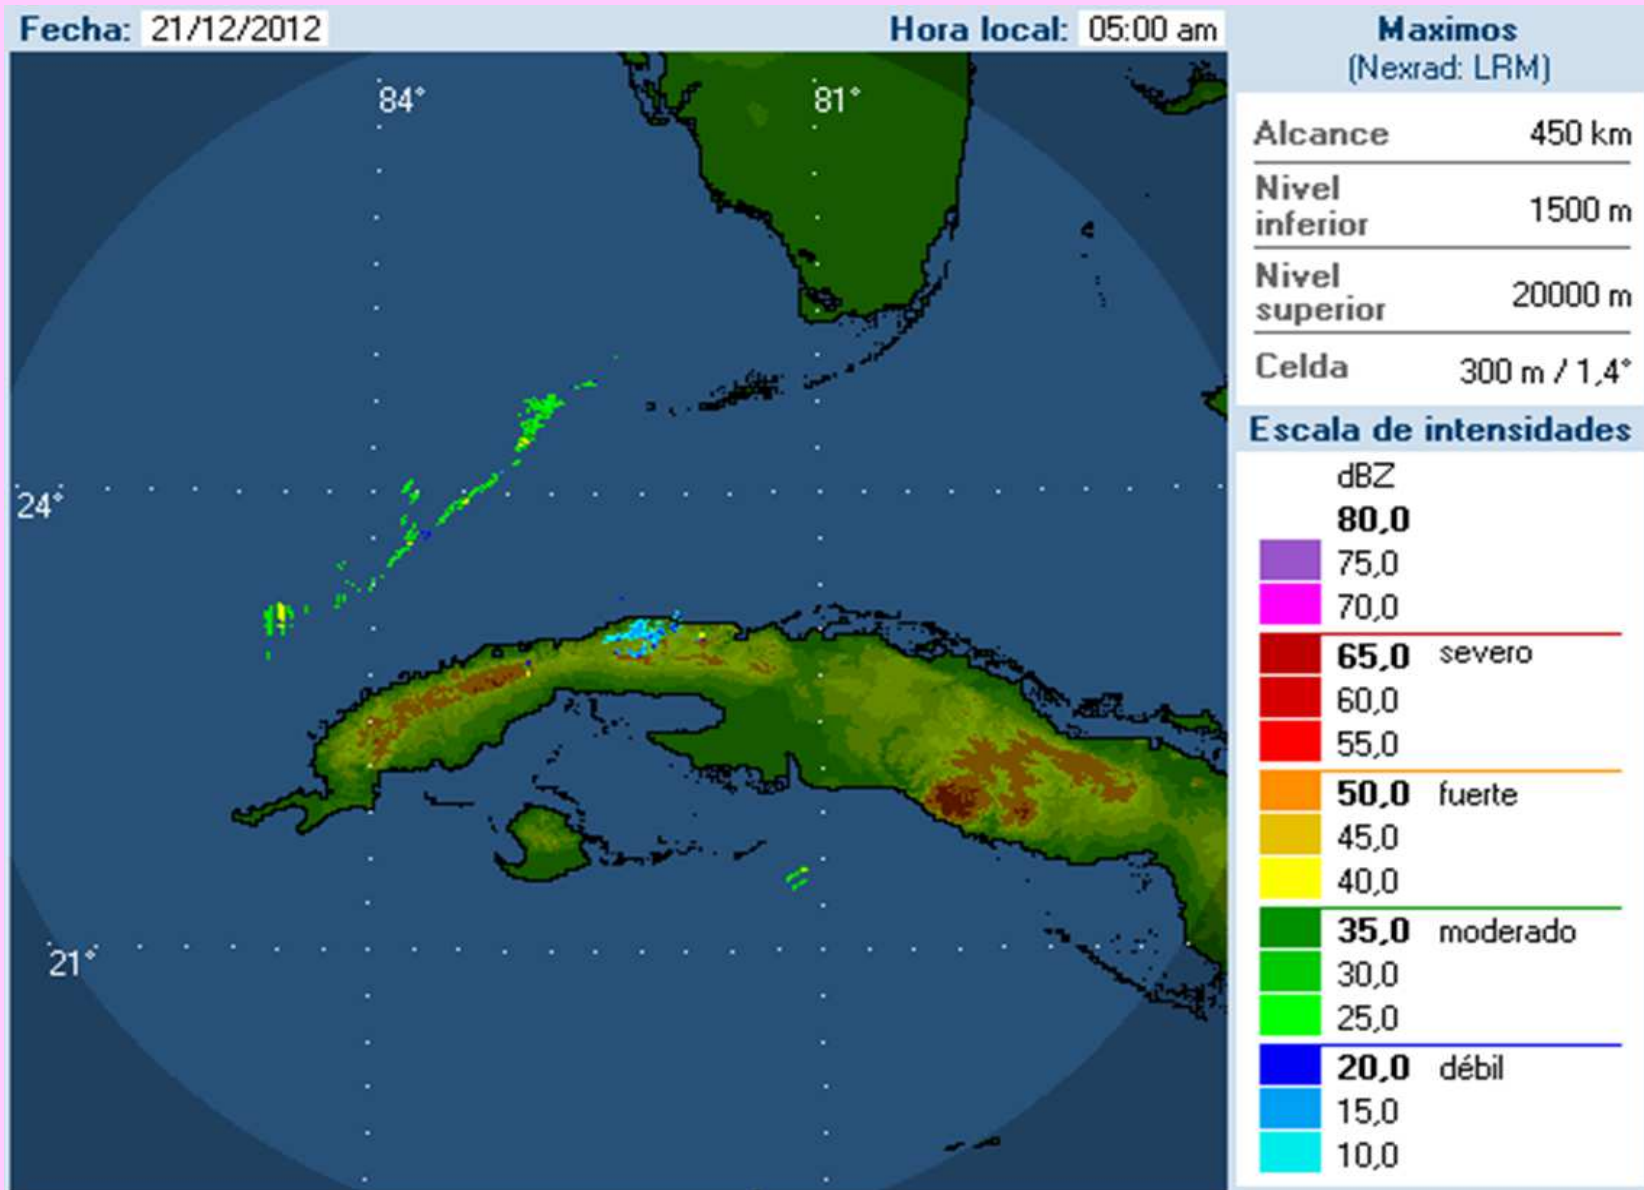 Fecha: 21/12/2012 Hora local: 05:00 am
Maximos
(Nexrad: LRM)
84° 81°
24°
21°
Alcance 450 km
Nivel
inferior 1500 m
Nivel
superior 20000 m
Celda 300 m / 1,4°
Escala de intensidades
dBZ
80,0
75,0
70,0
65,0 severo
60,0
55,0
50,0 fuerte
45,0
40,0
35,0 moderado
30,0
25,0
20,0 débil
15,0
10,0